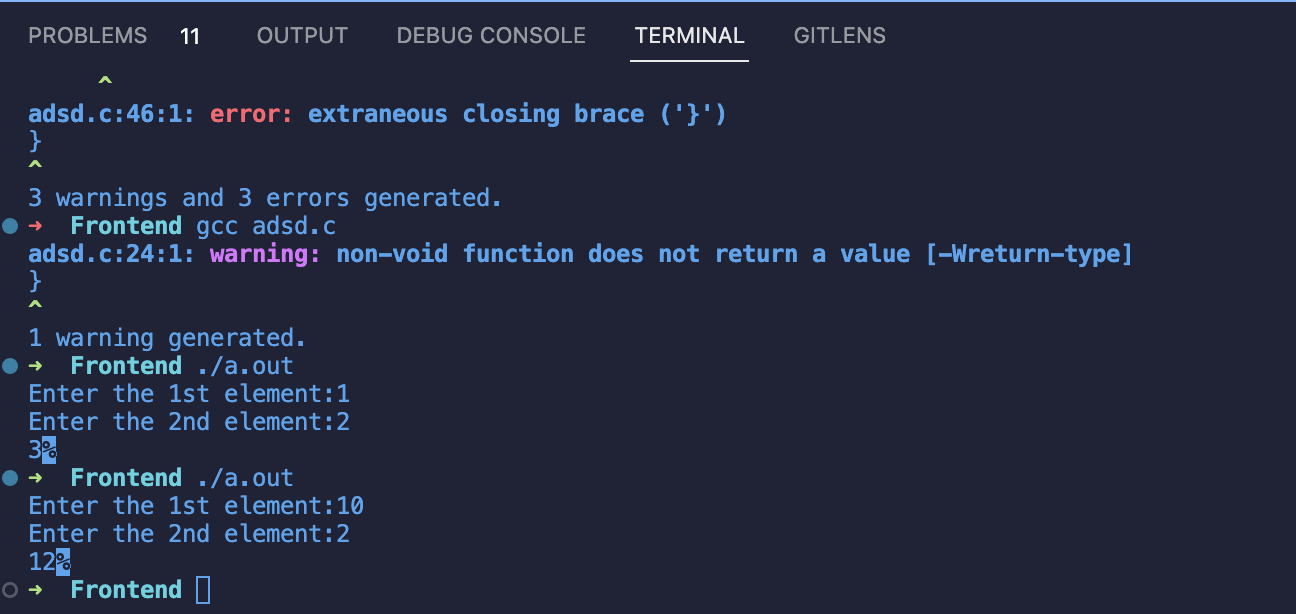 PROBLEMS 11 OUTPUT DEBUG CONSOLE TERMINAL GITLENS
^
adsd.c:46:1: error: extraneous closing brace ('}')
}
^
3 warnings and 3 errors generated.
➜  Frontend gcc adsd.c
adsd.c:24:1: warning: non-void function does not return a value [-Wreturn-type]
}
^
1 warning generated.
➜  Frontend ./a.out
Enter the 1st element:1
Enter the 2nd element:2
3%
➜  Frontend ./a.out
Enter the 1st element:10
Enter the 2nd element:2
12%
➜  Frontend